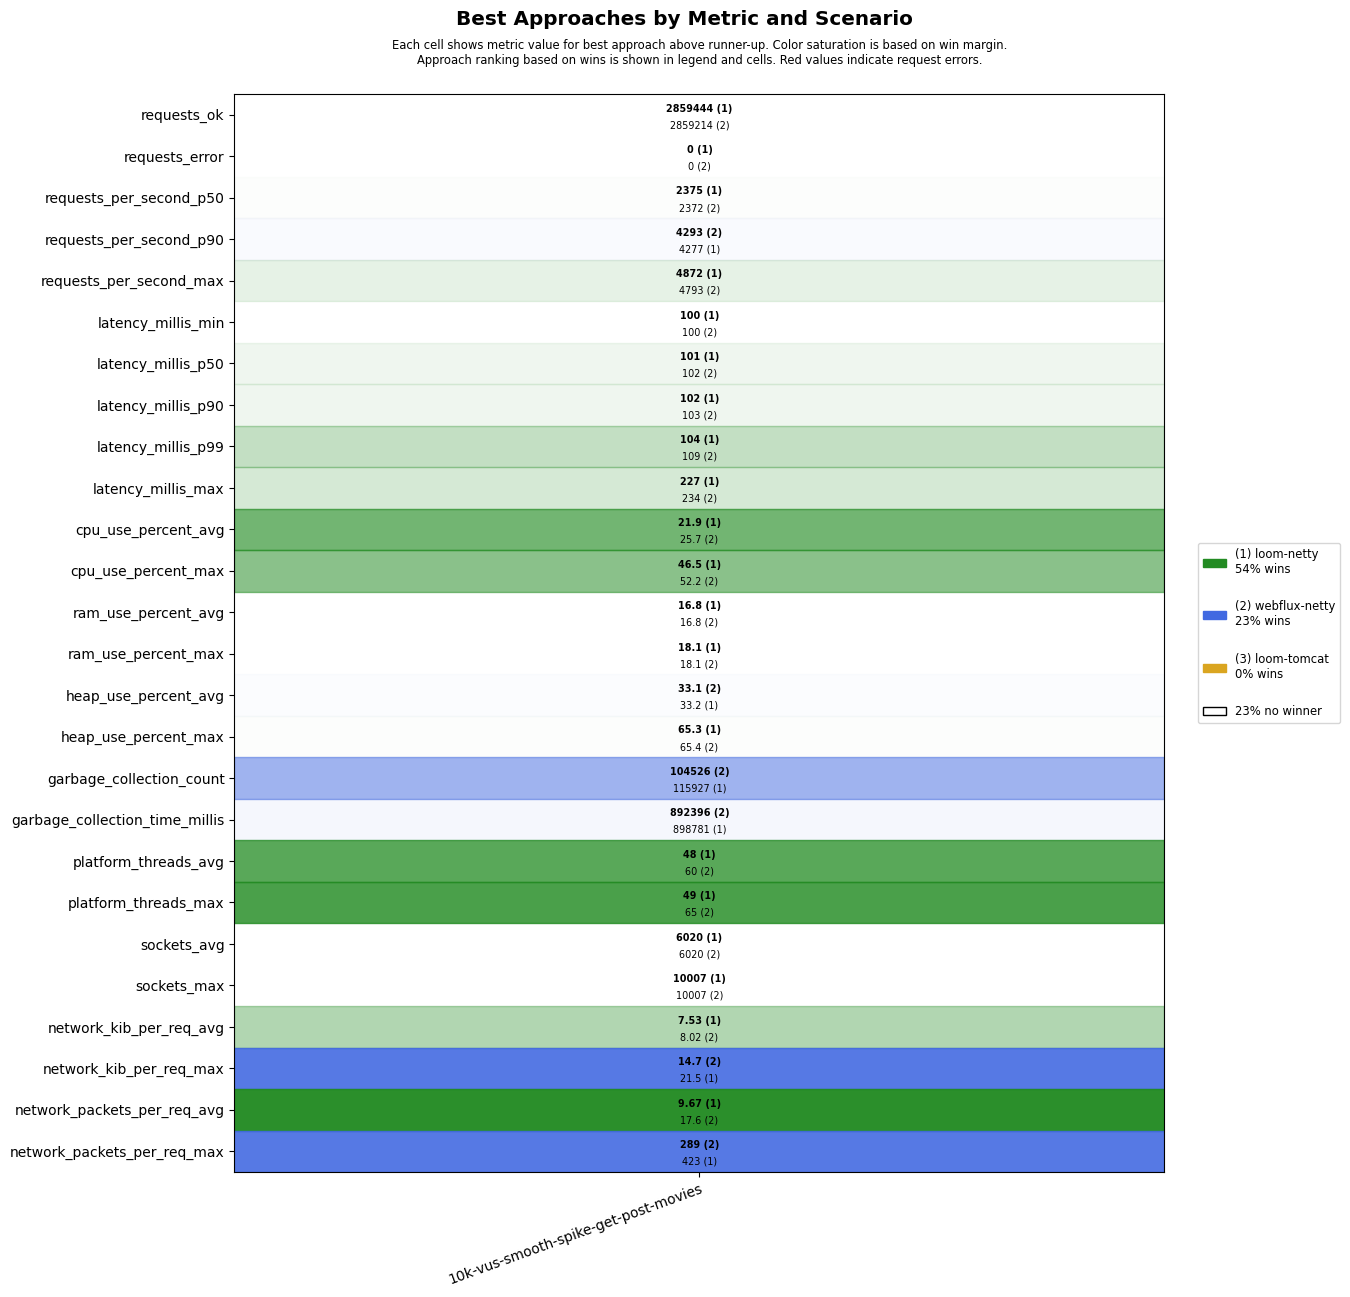 Best Approaches by Metric and Scenario
Each cell shows metric value for best approach above runner-up. Color saturation is based on win margin.
Approach ranking based on wins is shown in legend and cells. Red values indicate request errors.
requests_ok
2859444 (1)
2859214 (2)
requests_error
0 (1)
0 (2)
requests_per_second_p50
2375 (1)
2372 (2)
requests_per_second_p90
4293 (2)
4277 (1)
requests_per_second_max
4872 (1)
4793 (2)
latency_millis_min
100 (1)
100 (2)
latency_millis_p50
101 (1)
102 (2)
latency_millis_p90
102 (1)
103 (2)
latency_millis_p99
104 (1)
109 (2)
latency_millis_max
227 (1)
234 (2)
cpu_use_percent_avg
21.9 (1)
25.7 (2)
cpu_use_percent_max
46.5 (1)
52.2 (2)
ram_use_percent_avg
16.8 (1)
16.8 (2)
ram_use_percent_max
18.1 (1)
18.1 (2)
heap_use_percent_avg
33.1 (2)
33.2 (1)
heap_use_percent_max
65.3 (1)
65.4 (2)
garbage_collection_count
104526 (2)
115927 (1)
garbage_collection_time_millis
892396 (2)
898781 (1)
platform_threads_avg
48 (1)
60 (2)
platform_threads_max
49 (1)
65 (2)
sockets_avg
6020 (1)
6020 (2)
sockets_max
10007 (1)
10007 (2)
network_kib_per_req_avg
7.53 (1)
8.02 (2)
network_kib_per_req_max
14.7 (2)
21.5 (1)
network_packets_per_req_avg
9.67 (1)
17.6 (2)
network_packets_per_req_max
289 (2)
423 (1)
10k-vus-smooth-spike-get-post-movies
(1) loom-netty
54% wins
(2) webflux-netty
23% wins
(3) loom-tomcat
0% wins
23% no winner